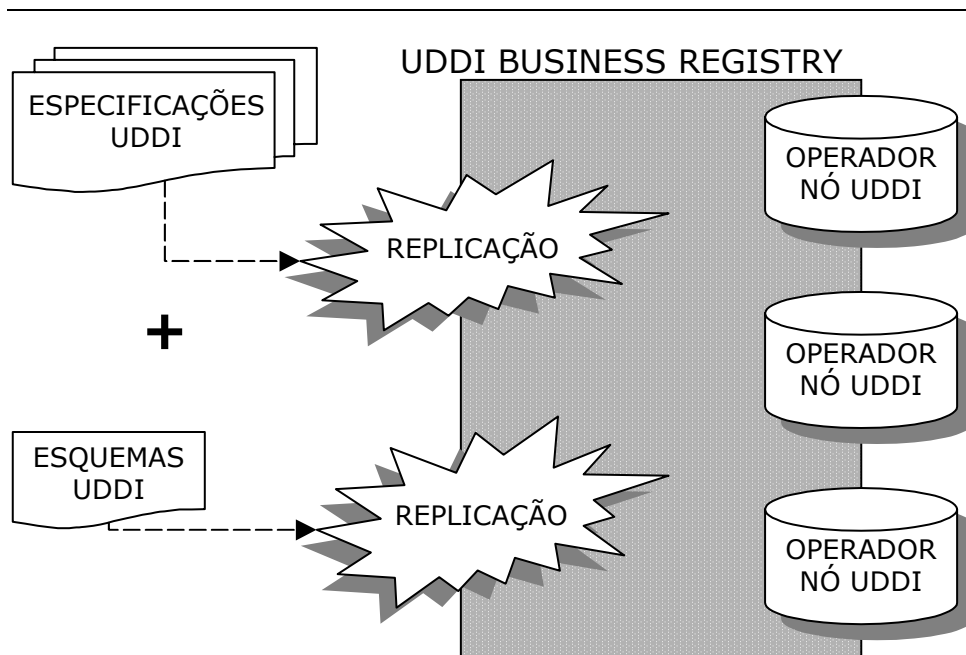 UDDI BUSINESS REGISTRY
ESPECIFICAÇÕES
UDDI
OPERADOR
NÓ UDDI
REPLICAÇÃO
+
OPERADOR
NÓ UDDI
ESQUEMAS
UDDI
REPLICAÇÃO
OPERADOR
NÓ UDDI